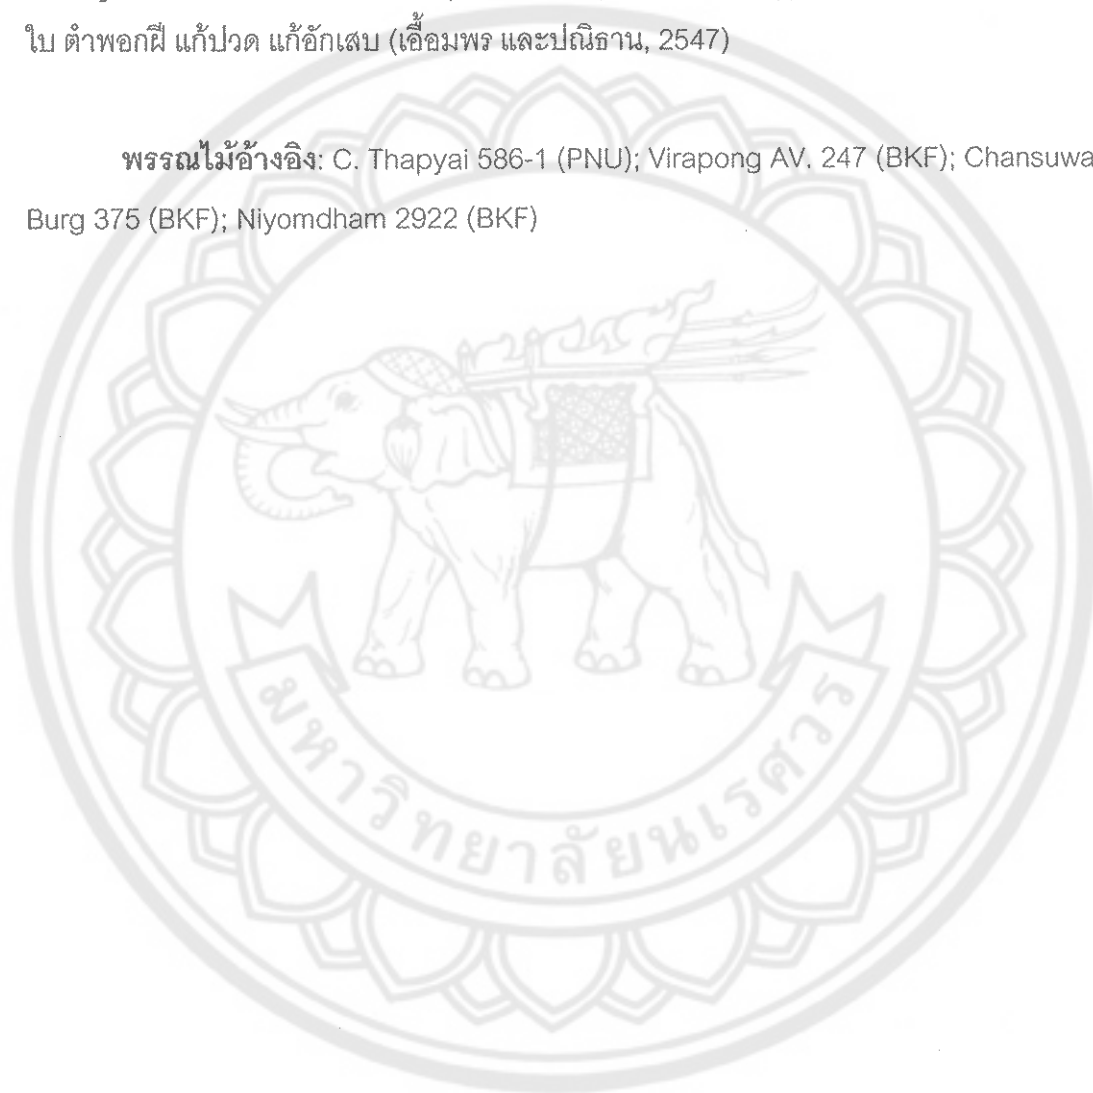 ใบ ตำพอกฝี แก้ปวด แก้อักเสบ (เอื้อมพร และปณิธาน, 2547)
พรรณไม้อ้างอิง: C. Thapyai 586-1 (PNU); Virapong AV. 247 (BKF); Chansuwa
Burg 375 (BKF); Niyomdham 2922 (BKF)
มหาวิทยาลัยนเรศวร